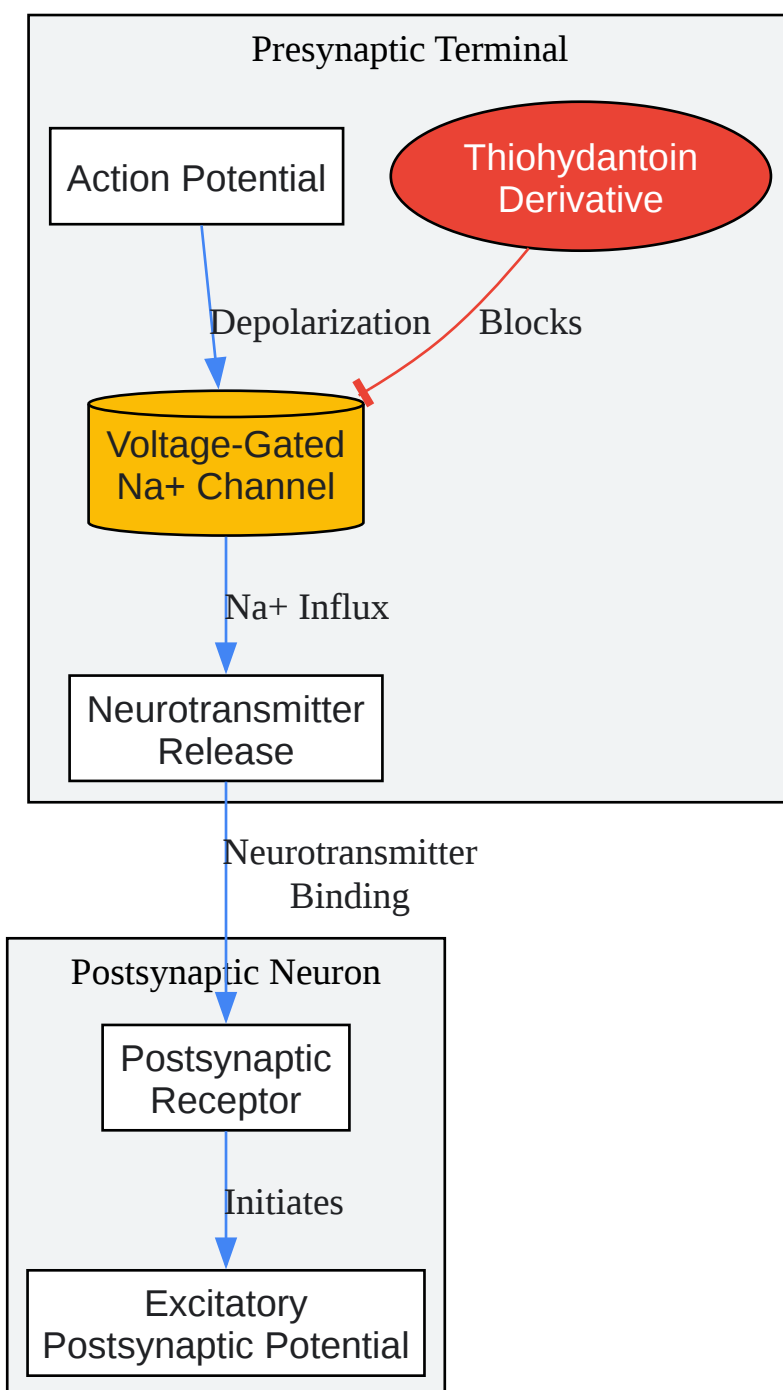 Presynaptic Terminal
Action Potential
Thiohydantoin
Derivative
Depolarization
Blocks
Voltage-Gated
Na+ Channel
Na+ Influx
Neurotransmitter
Release
Neurotransmitter
Binding
Postsynaptic Neuron
Postsynaptic
Receptor
Initiates
Excitatory
Postsynaptic Potential